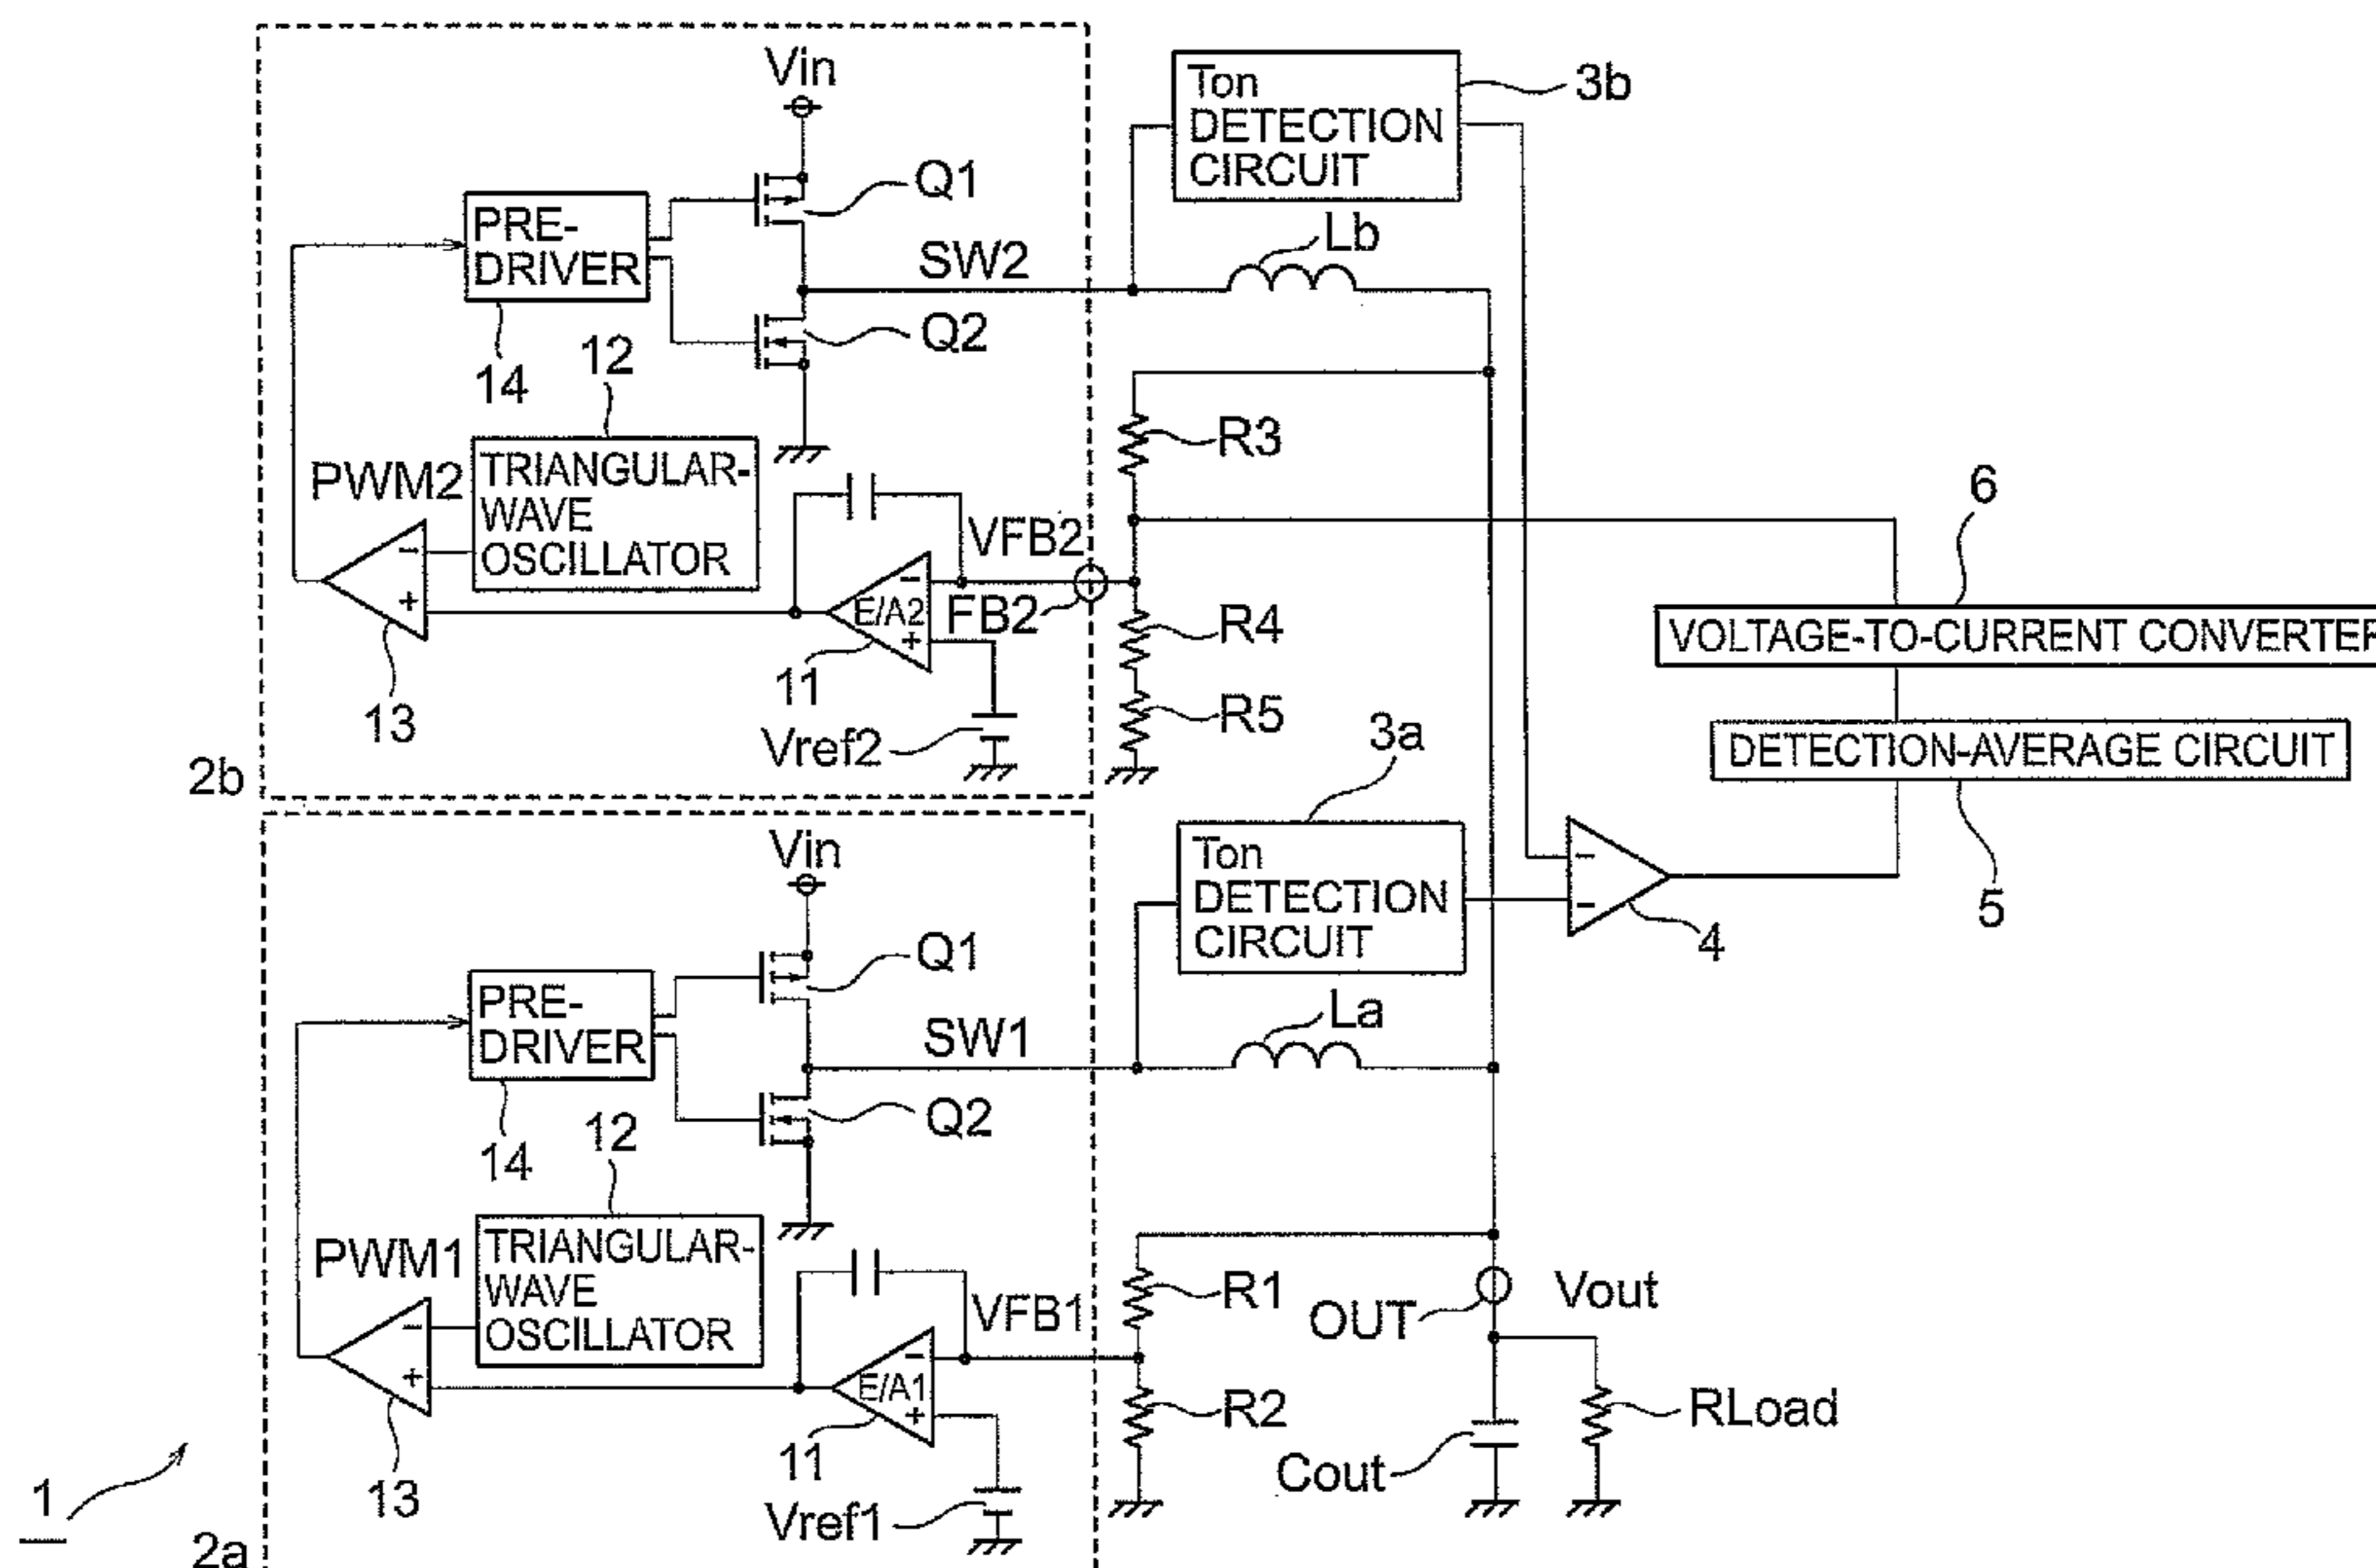 Vin
Ton
DETECTION
CIRCUIT
3b
Q1
PRE-
DRIVER
SW2
Lb
Q2
14
12
R3
PWM2
TRIANGULAR-
WAVE
OSCILLATOR
6
VFB2
−
+
−
E/A2
+
FB2
R4
VOLTAGE-TO-CURRENT CONVERTER
11
13
Vref2
R5
3a
DETECTION-AVERAGE CIRCUIT
2b
Vin
Ton
DETECTION
CIRCUIT
−
−
4
5
Q1
PRE-
DRIVER
SW1
La
Q2
14
12
PWM1
TRIANGULAR-
WAVE
OSCILLATOR
VFB1
R1
OUT
Vout
−
+
−
E/A1
+
R2
RLoad
11
13
Cout
Vref1
1
2a